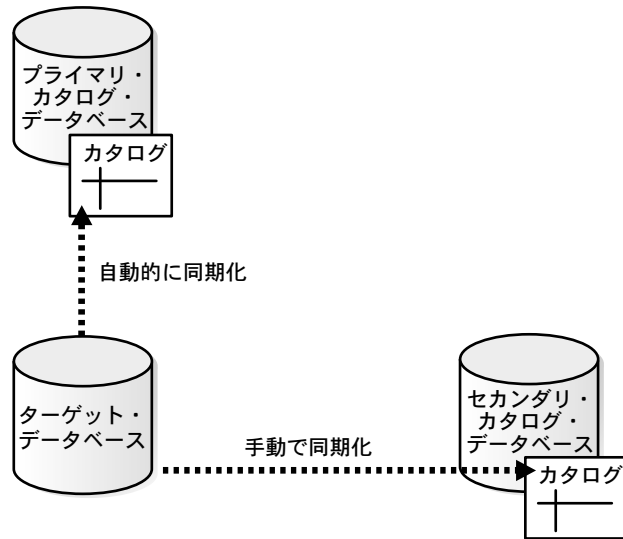 プライマリ・
カタログ・
データベース
カタログ
自動的に同期化
ターゲット・
データベース
手動で同期化
セカンダリ・
カタログ・
データベース
カタログ